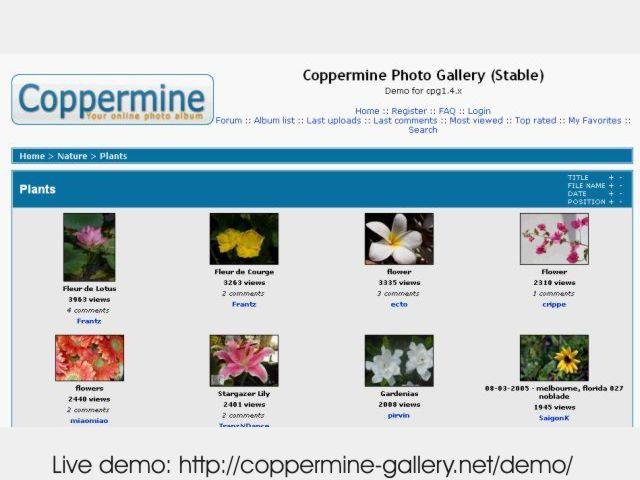 Coppermine
Your online photo album
Coppermine Photo Gallery (Stable)
Demo for cpg1.4.x
Home :: Register :: FAQ :: Login
Forum :: Album list :: Last uploads :: Last comments :: Most viewed :: Top rated :: My Favorites ::
Search
Home > Nature > Plants
Plants
TITLE + -
FILE NAME + -
DATE + -
POSITION + -
Fleur de Lotus
3963 views
4 comments
Frantz
Fleur de Courge
3263 views
2 comments
Frantz
flower
3335 views
3 comments
ecto
Flower
2310 views
1 comments
crippe
flowers
2440 views
2 comments
miaomiao
Stargazer Lily
2401 views
2 comments
TransNDance
Gardenias
2008 views
pirvin
08-03-2005 - melbourne, florida 027
noblade
1945 views
SaigonK
Live demo: http://coppermine-gallery.net/demo/